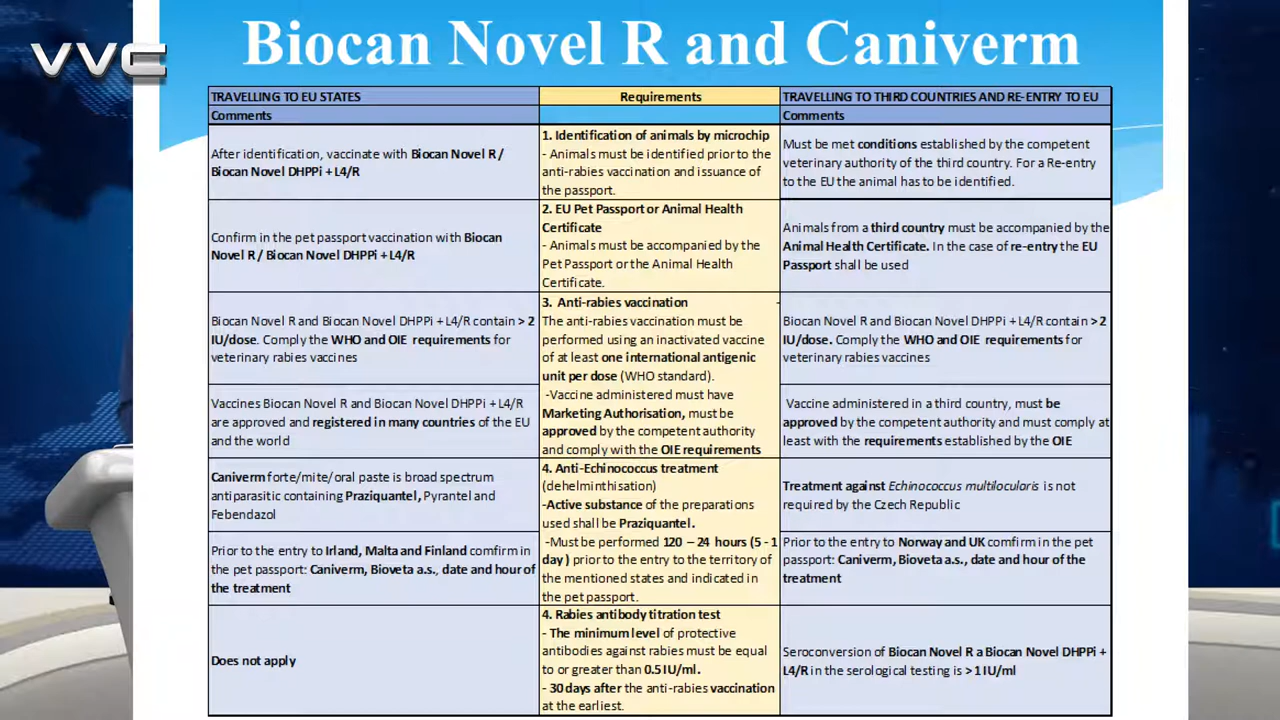 VVC
Biocan Novel R and Caniverm
TRAVELLING TO EU STATES
Requirements
TRAVELLING TO THIRD COUNTRIES AND RE-ENTRY TO EU
Comments
Comments
After identification, vaccinate with Biocan Novel R /
Biocan Novel DHPPi + L4/R
1. Identification of animals by microchip
- Animals must be identified prior to the
anti-rabies vaccination and issuance of
the passport.
Must be met conditions established by the competent
veterinary authority of the third country. For a Re-entry
to the EU the animal has to be identified.
Confirm in the pet passport vaccination with Biocan
Novel R / Biocan Novel DHPPi + L4/R
2. EU Pet Passport or Animal Health
Certificate
- Animals must be accompanied by the
Pet Passport or the Animal Health
Certificate.
Animals from a third country must be accompanied by the
Animal Health Certificate. In the case of re-entry the EU
Passport shall be used
Biocan Novel R and Biocan Novel DHPPi + L4/R contain > 2
IU/dose. Comply the WHO and OIE requirements for
veterinary rabies vaccines
3. Anti-rabies vaccination -
The anti-rabies vaccination must be
performed using an inactivated vaccine
of at least one international antigenic
unit per dose (WHO standard).
-Vaccine administered must have
Marketing Authorisation, must be
approved by the competent authority
and comply with the OIE requirements
Biocan Novel R and Biocan Novel DHPPi + L4/R contain > 2
IU/dose. Comply the WHO and OIE requirements for
veterinary rabies vaccines
Vaccines Biocan Novel R and Biocan Novel DHPPi + L4/R
are approved and registered in many countries of the EU
and the world
Vaccine administered in a third country, must be
approved by the competent authority and must comply at
least with the requirements established by the OIE
Caniverm forte/mite/oral paste is broad spectrum
antiparasitic containing Praziquantel, Pyrantel and
Febendazol
4. Anti-Echinococcus treatment
(dehelminthisation)
-Active substance of the preparations
used shall be Praziquantel.
-Must be performed 120 – 24 hours (5 - 1
day ) prior to the entry to the territory of
the mentioned states and indicated in
the pet passport.
Treatment against Echinococcus multilocularis is not
required by the Czech Republic
Prior to the entry to Irland, Malta and Finland comfirm in
the pet passport: Caniverm, Bioveta a.s., date and hour of
the treatment
Prior to the entry to Norway and UK comfirm in the pet
passport: Caniverm, Bioveta a.s., date and hour of the
treatment
Does not apply
4. Rabies antibody titration test
- The minimum level of protective
antibodies against rabies must be equal
to or greater than 0.5 IU/ml.
- 30 days after the anti-rabies vaccination
at the earliest.
Seroconversion of Biocan Novel R a Biocan Novel DHPPi +
L4/R in the serological testing is > 1 IU/ml